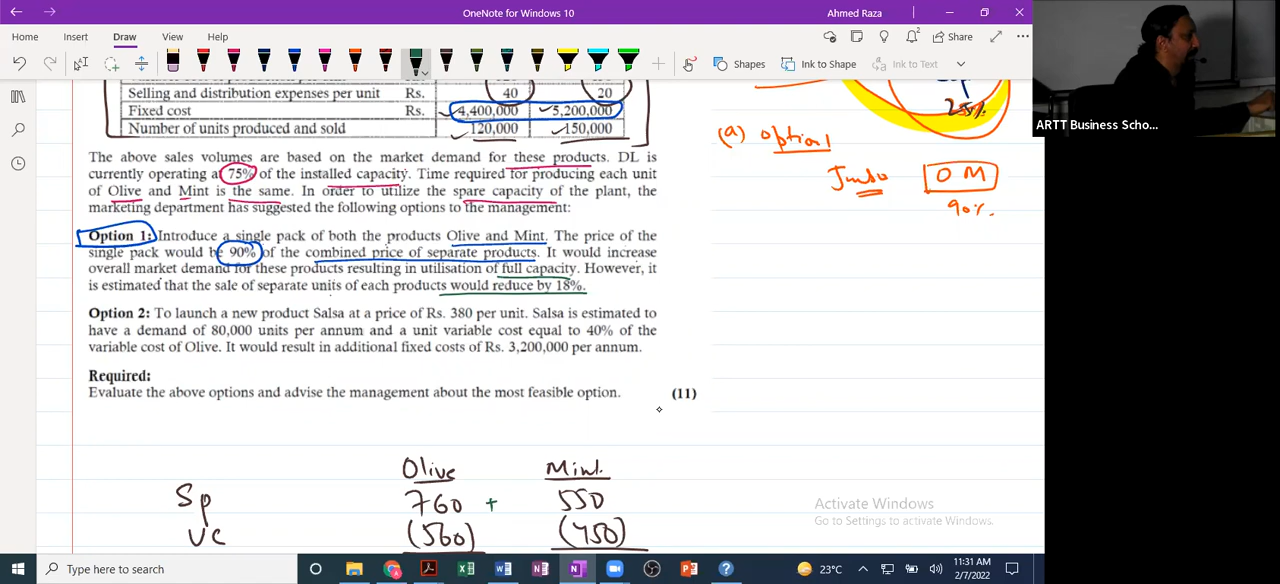 OneNote for Windows 10
Ahmed Raza
Home Insert Draw View Help
Share
Shapes
Ink to Shape
Ink to Text
Selling and distribution expenses per unit Rs. 40 20
Fixed cost Rs. 4,400,000 5,200,000
Number of units produced and sold 120,000 150,000
The above sales volumes are based on the market demand for these products. DL is
currently operating at 75% of the installed capacity. Time required for producing each unit
of Olive and Mint is the same. In order to utilize the spare capacity of the plant, the
marketing department has suggested the following options to the management:
Option 1: Introduce a single pack of both the products Olive and Mint. The price of the
single pack would be 90% of the combined price of separate products. It would increase
overall market demand for these products resulting in utilisation of full capacity. However, it
is estimated that the sale of separate units of each products would reduce by 18%.
Option 2: To launch a new product Salsa at a price of Rs. 380 per unit. Salsa is estimated to
have a demand of 80,000 units per annum and a unit variable cost equal to 40% of the
variable cost of Olive. It would result in additional fixed costs of Rs. 3,200,000 per annum.
Required:
Evaluate the above options and advise the management about the most feasible option. (11)
25%
(a) Option 1
Jumbo O M
90%
Olive Mint
Sp 760 + 550
VC (560) (450)
ARTT Business Scho...
Activate Windows
Go to Settings to activate Windows.
Type here to search
23°C
11:31 AM
2/7/2022